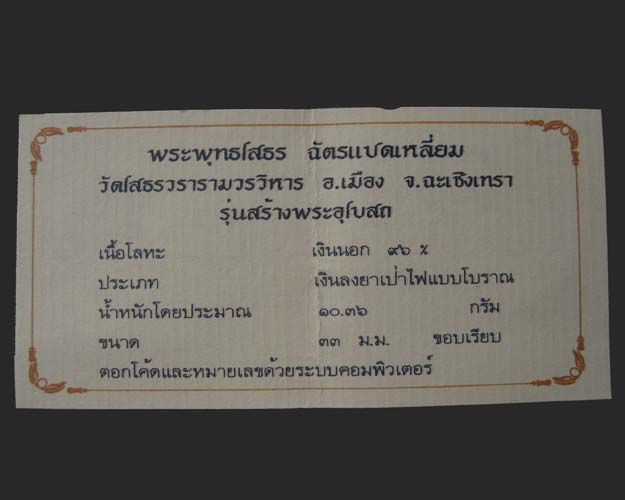 พระพุทธโสธร ฉัตรแปดเหลี่ยม
วัดโสธรวรารามวรวิหาร อ.เมือง จ.ฉะเชิงเทรา
รุ่นสร้างพระอุโบสถ
เนื้อโลหะ เงินนอก ๙๖ %
ประเภท เงินลงยาเป่าไฟแบบโบราณ
น้ำหนักโดยประมาณ ๑๐.๓๖ กรัม
ขนาด ๓๓ ม.ม. ขอบเรียบ
ตอกโค้ดและหมายเลขด้วยระบบคอมพิวเตอร์